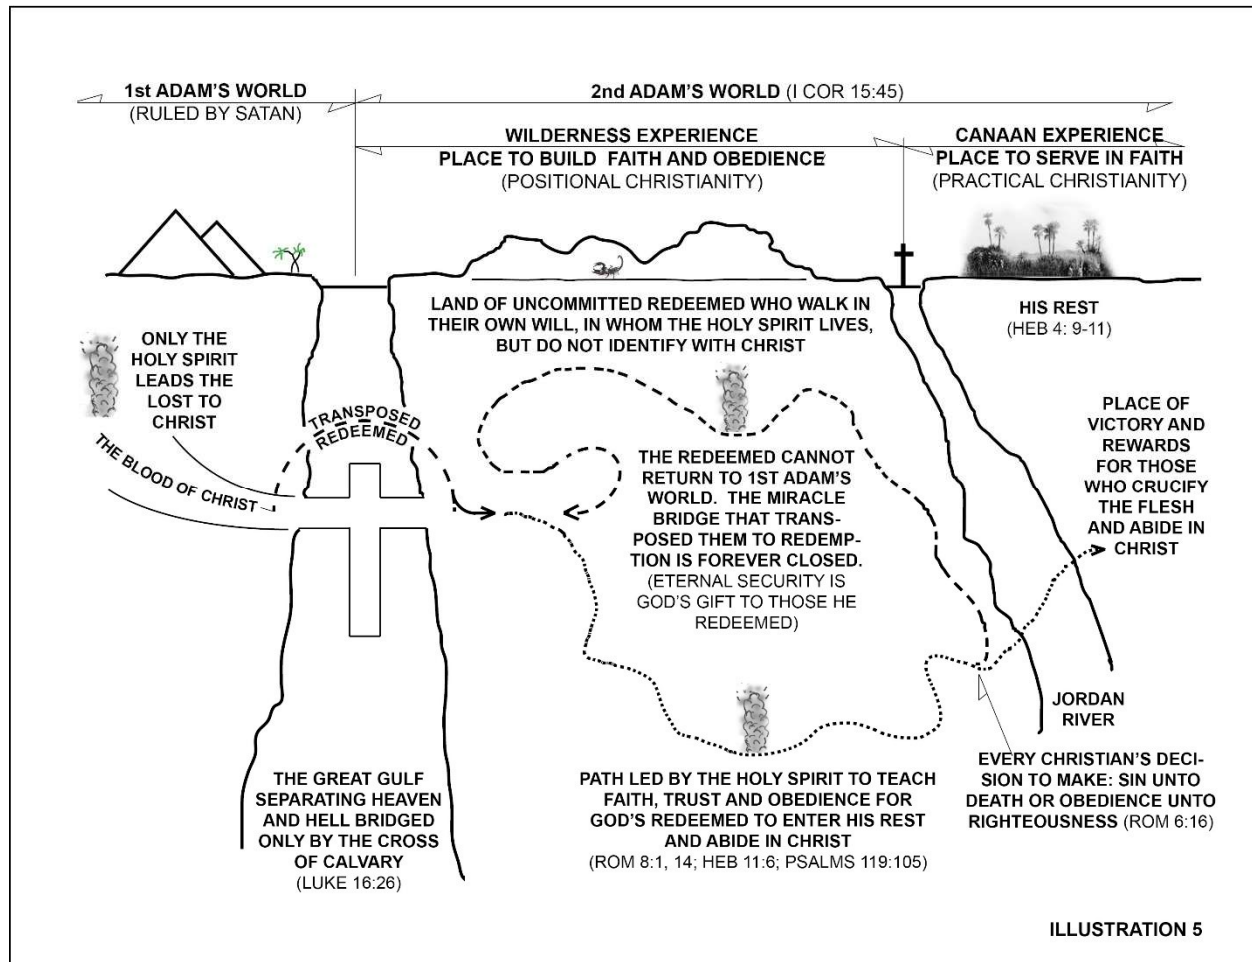 1st ADAM'S WORLD
(RULED BY SATAN)
2nd ADAM'S WORLD (I COR 15:45)
WILDERNESS EXPERIENCE
PLACE TO BUILD FAITH AND OBEDIENCE
(POSITIONAL CHRISTIANITY)
CANAAN EXPERIENCE
PLACE TO SERVE IN FAITH
(PRACTICAL CHRISTIANITY)
LAND OF UNCOMMITTED REDEEMED WHO WALK IN
THEIR OWN WILL, IN WHOM THE HOLY SPIRIT LIVES,
BUT DO NOT IDENTIFY WITH CHRIST
HIS REST
(HEB 4: 9-11)
ONLY THE
HOLY SPIRIT
LEADS THE
LOST TO
CHRIST
THE BLOOD OF CHRIST
TRANSPOSED
REDEEMED
THE REDEEMED CANNOT
RETURN TO 1ST ADAM'S
WORLD. THE MIRACLE
BRIDGE THAT TRANS-
POSED THEM TO REDEMP-
TION IS FOREVER CLOSED.
(ETERNAL SECURITY IS
GOD'S GIFT TO THOSE HE
REDEEMED)
PLACE OF
VICTORY AND
REWARDS
FOR THOSE
WHO CRUCIFY
THE FLESH
AND ABIDE IN
CHRIST
JORDAN
RIVER
THE GREAT GULF
SEPARATING HEAVEN
AND HELL BRIDGED
ONLY BY THE CROSS
OF CALVARY
(LUKE 16:26)
PATH LED BY THE HOLY SPIRIT TO TEACH
FAITH, TRUST AND OBEDIENCE FOR
GOD'S REDEEMED TO ENTER HIS REST
AND ABIDE IN CHRIST
(ROM 8:1, 14; HEB 11:6; PSALMS 119:105)
EVERY CHRISTIAN'S DECI-
SION TO MAKE: SIN UNTO
DEATH OR OBEDIENCE UNTO
RIGHTEOUSNESS (ROM 6:16)
ILLUSTRATION 5